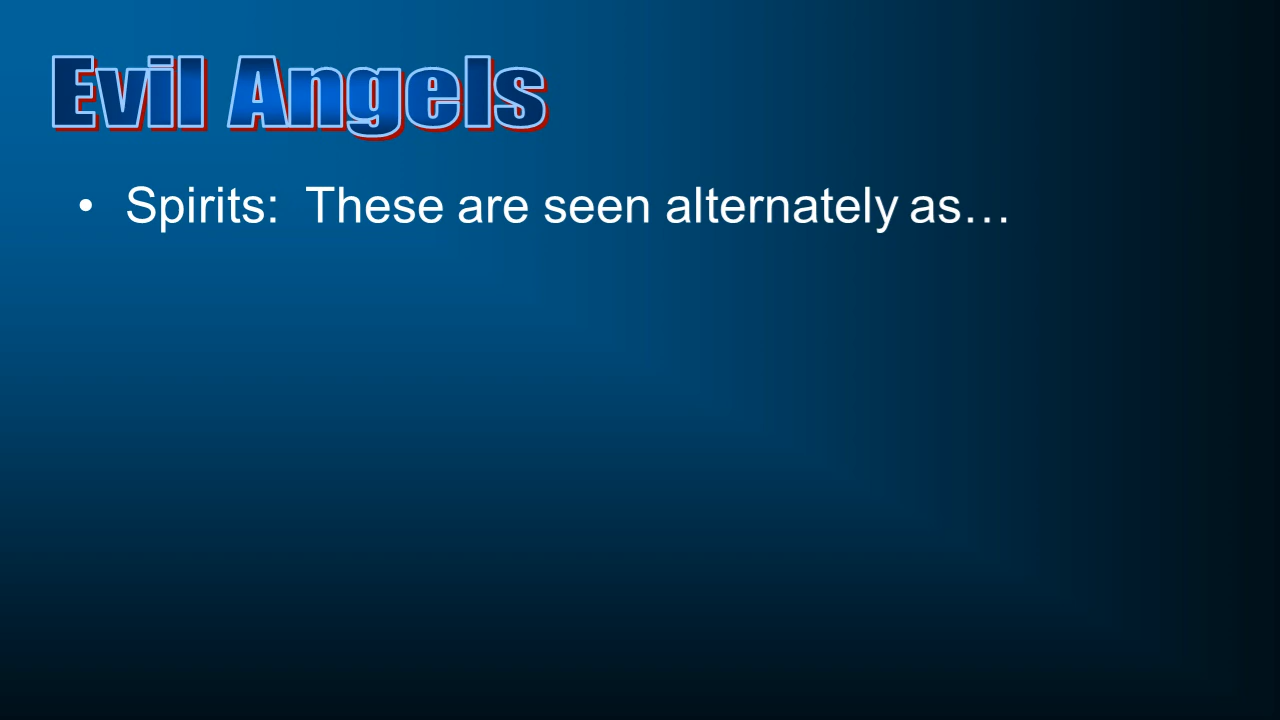 Evil Angels
• Spirits:  These are seen alternately as…